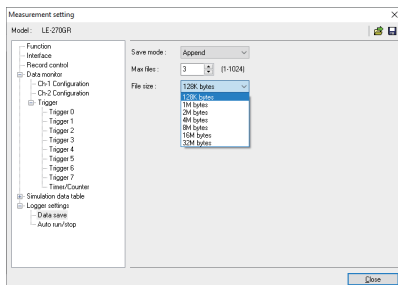 Measurement setting
Model : LE-270GR
Function
Interface
Record control
Data monitor
Ch-1 Configuration
Ch-2 Configuration
Trigger
Trigger 0
Trigger 1
Trigger 2
Trigger 3
Trigger 4
Trigger 5
Trigger 6
Trigger 7
Timer/Counter
Simulation data table
Logger settings
Data save
Auto run/stop
Save mode : Append
Max files : 3 (1-1024)
File size : 128K bytes
128K bytes
1M bytes
2M bytes
4M bytes
8M bytes
16M bytes
32M bytes
Close